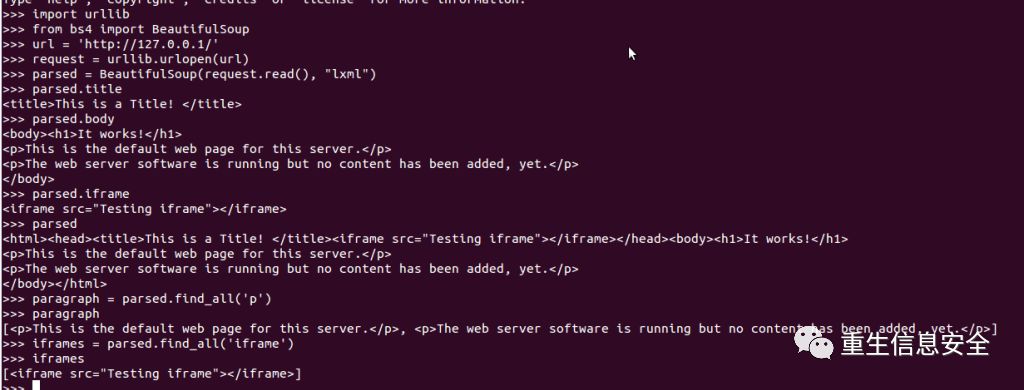 Type "help", "copyright", "credits" or "license" for more information.
>>> import urllib
>>> from bs4 import BeautifulSoup
>>> url = 'http://127.0.0.1/'
>>> request = urllib.urlopen(url)
>>> parsed = BeautifulSoup(request.read(), "lxml")
>>> parsed.title
<title>This is a Title! </title>
>>> parsed.body
<body><h1>It works!</h1>
<p>This is the default web page for this server.</p>
<p>The web server software is running but no content has been added, yet.</p>
</body>
>>> parsed.iframe
<iframe src="Testing iframe"></iframe>
>>> parsed
<html><head><title>This is a Title! </title><iframe src="Testing iframe"></iframe></head><body><h1>It works!</h1>
<p>This is the default web page for this server.</p>
<p>The web server software is running but no content has been added, yet.</p>
</body></html>
>>> paragraph = parsed.find_all('p')
>>> paragraph
[<p>This is the default web page for this server.</p>, <p>The web server software is running but no content has been added, yet.</p>]
>>> iframes = parsed.find_all('iframe')
>>> iframes
[<iframe src="Testing iframe"></iframe>]
>>>
重生信息安全